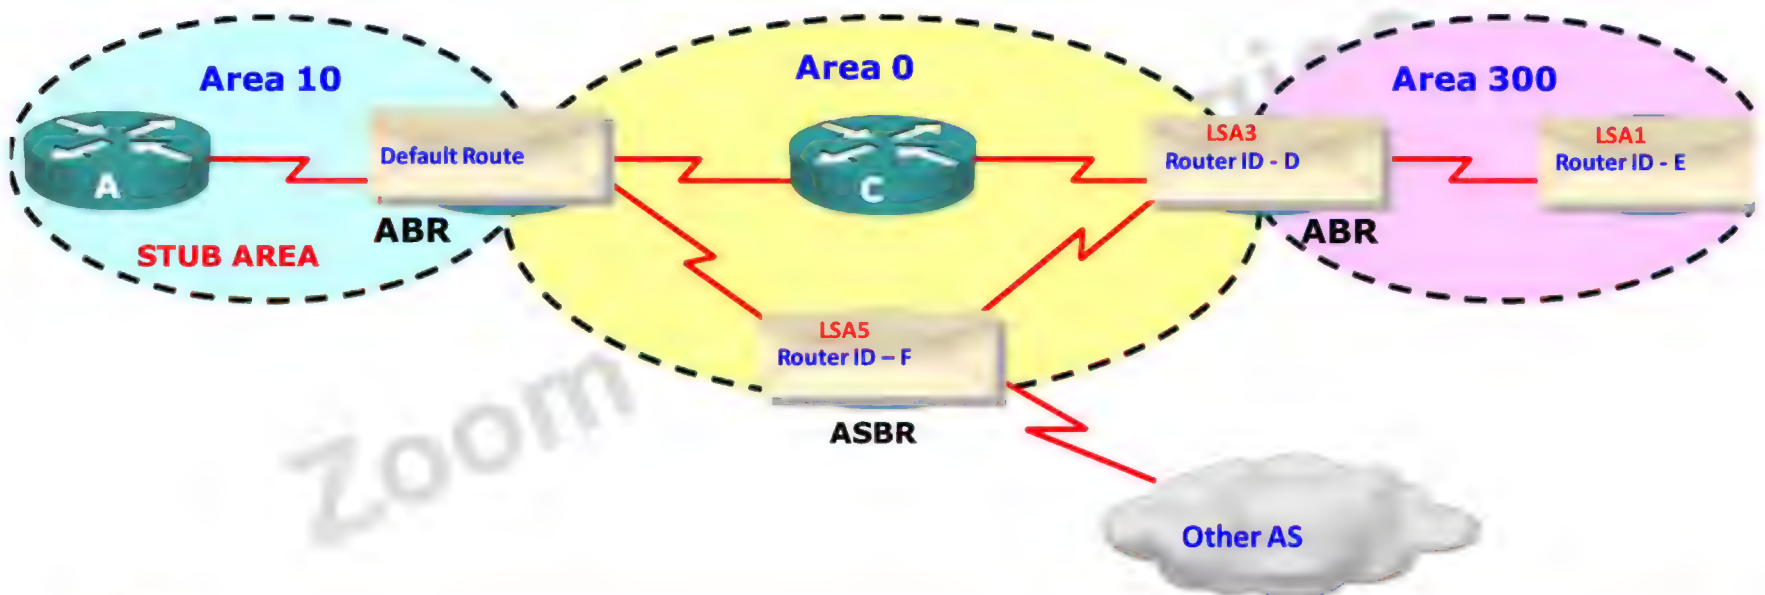 Area 10
Area 0
Area 300
A
Default Route
C
LSA3
Router ID - D
LSA1
Router ID - E
ABR
ABR
STUB AREA
LSA5
Router ID – F
ASBR
Other AS
Zoom